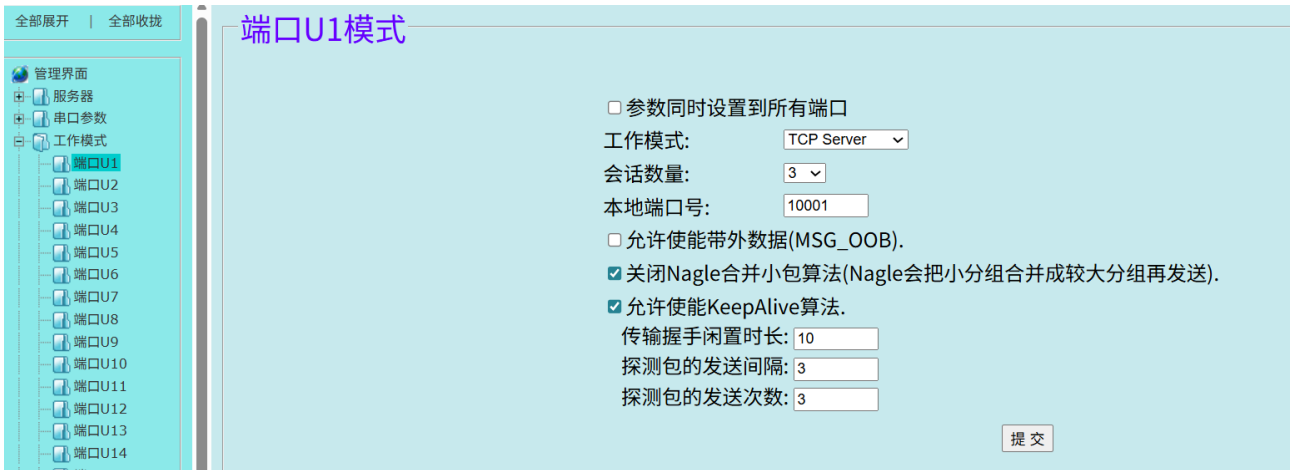 全部展开 | 全部收拢
管理界面
服务器
串口参数
工作模式
端口U1
端口U2
端口U3
端口U4
端口U5
端口U6
端口U7
端口U8
端口U9
端口U10
端口U11
端口U12
端口U13
端口U14
端口U1模式
参数同时设置到所有端口
工作模式: TCP Server
会话数量: 3
本地端口号: 10001
允许使能带外数据(MSG_OOB).
关闭Nagle合并小包算法(Nagle会把小分组合并成较大分组再发送).
允许使能KeepAlive算法.
传输握手闲置时长: 10
探测包的发送间隔: 3
探测包的发送次数: 3
提 交